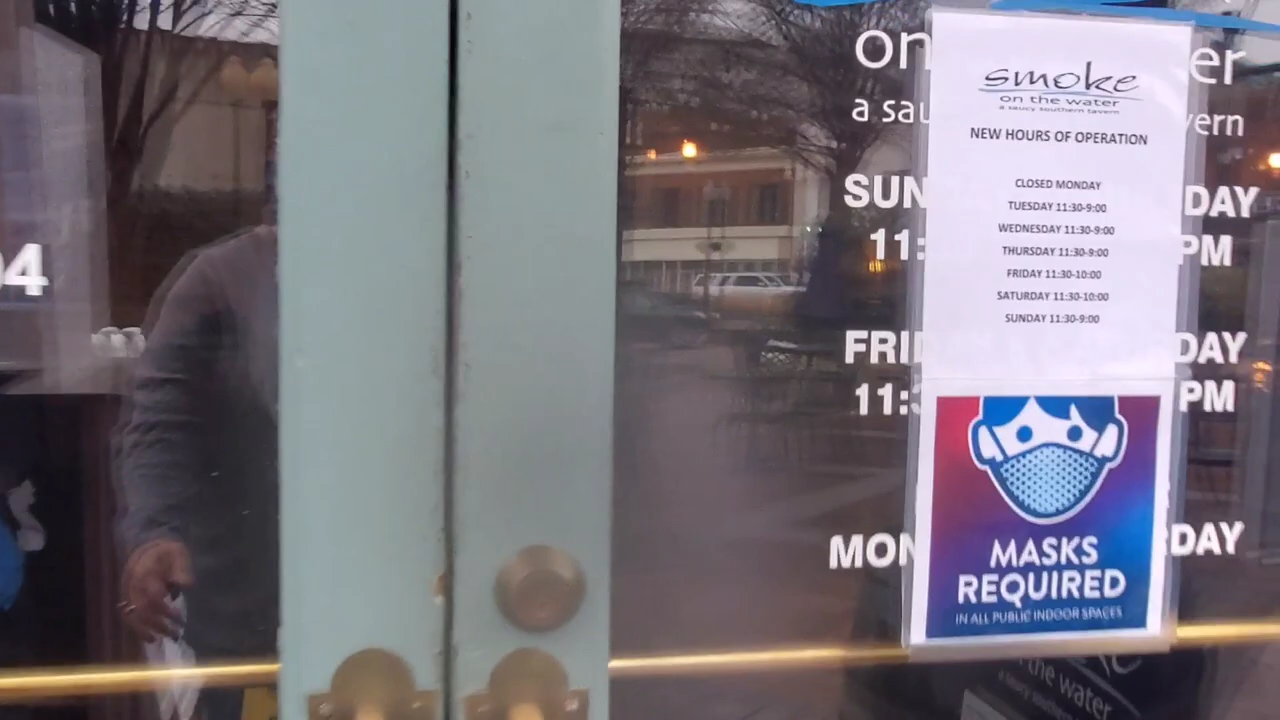 04
on
er
a sau
vern
SUN
DAY
11:
PM
FRI
DAY
11:3
PM
MON
DAY
smoke
on the water
a saucy southern tavern
NEW HOURS OF OPERATION
CLOSED MONDAY
TUESDAY 11:30-9:00
WEDNESDAY 11:30-9:00
THURSDAY 11:30-9:00
FRIDAY 11:30-10:00
SATURDAY 11:30-10:00
SUNDAY 11:30-9:00
MASKS
REQUIRED
IN ALL PUBLIC INDOOR SPACES
the water